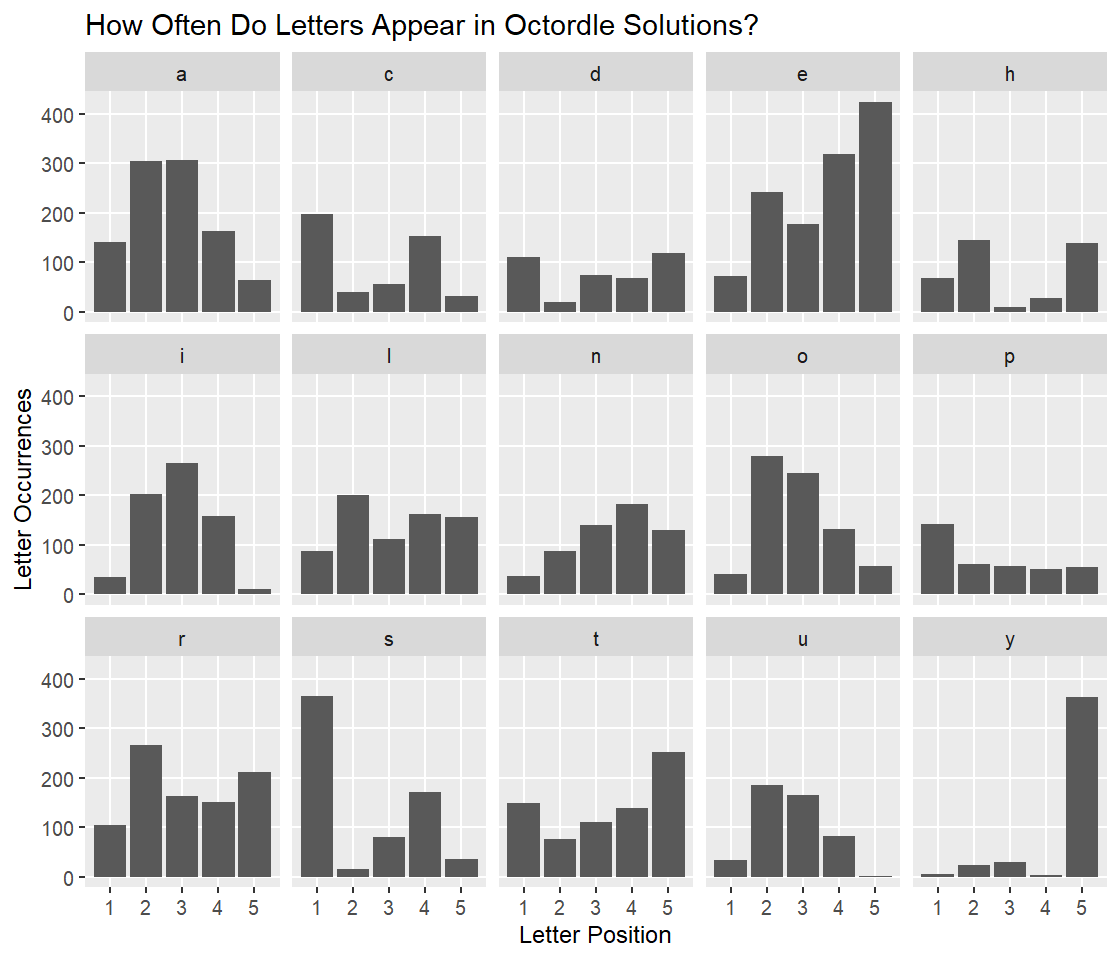 How Often Do Letters Appear in Octordle Solutions?
a c d e h
400
300
200
100
0
i l n o p
400
300
200
100
0
Letter Occurrences
r s t u y
400
300
200
100
0
1 2 3 4 5 1 2 3 4 5 1 2 3 4 5 1 2 3 4 5 1 2 3 4 5
Letter Position